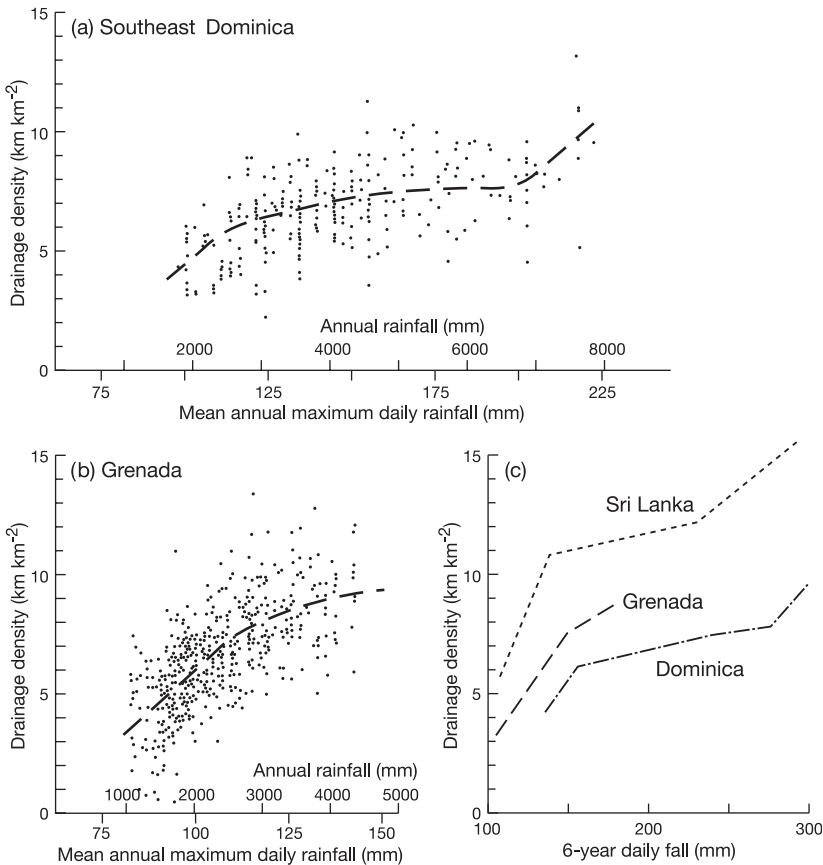 (a) Southeast Dominica
Drainage density (km km⁻²)
15
10
5
0
Annual rainfall (mm)
2000 4000 6000 8000
75 125 175 225
Mean annual maximum daily rainfall (mm)
(b) Grenada
Drainage density (km km⁻²)
15
10
5
0
Annual rainfall (mm)
1000 2000 3000 4000 5000
75 100 125 150
Mean annual maximum daily rainfall (mm)
(c)
Drainage density (km km⁻²)
15
10
5
0
Sri Lanka
Grenada
Dominica
100 200 300
6-year daily fall (mm)